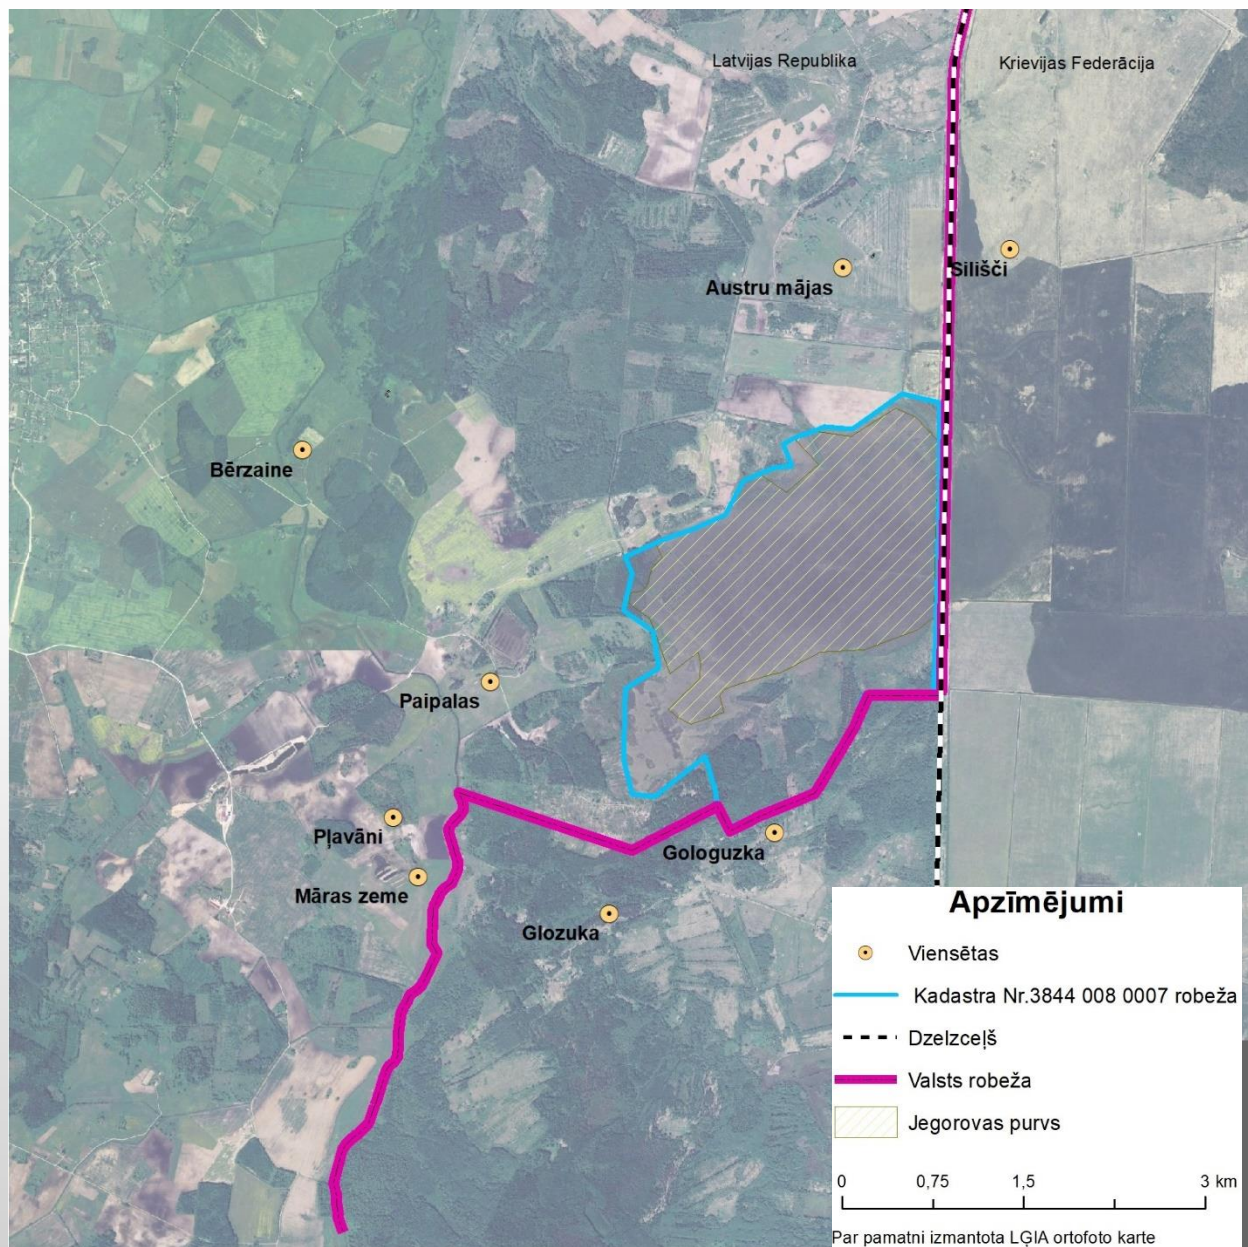 Latvijas Republika
Krievijas Federācija
Silišči
Austru mājas
Bērzaine
Paipalas
Pļavāni
Gologuzka
Māras zeme
Glozuka
Apzīmējumi
Viensētas
Kadastra Nr.3844 008 0007 robeža
Dzelzceļš
Valsts robeža
Jegorovas purvs
0 0,75 1,5 3 km
Par pamatni izmantota LĢIA ortofoto karte